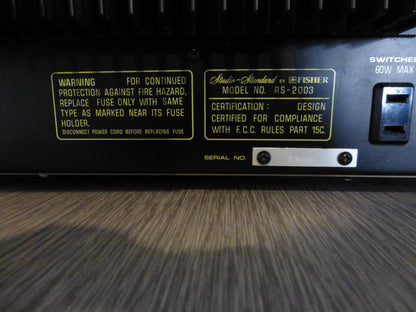 WARNING FOR CONTINUED
PROTECTION AGAINST FIRE HAZARD,
REPLACE FUSE ONLY WITH SAME
TYPE AS MARKED NEAR ITS FUSE
HOLDER.
DISCONNECT POWER CORD BEFORE REPLACING FUSE
Studio-Standard BY FISHER
MODEL NO. RS-2003
CERTIFICATION : DESIGN
CERTIFIED FOR COMPLIANCE
WITH F.C.C. RULES PART 15C.
SERIAL NO.
SWITCHED
60W MAX